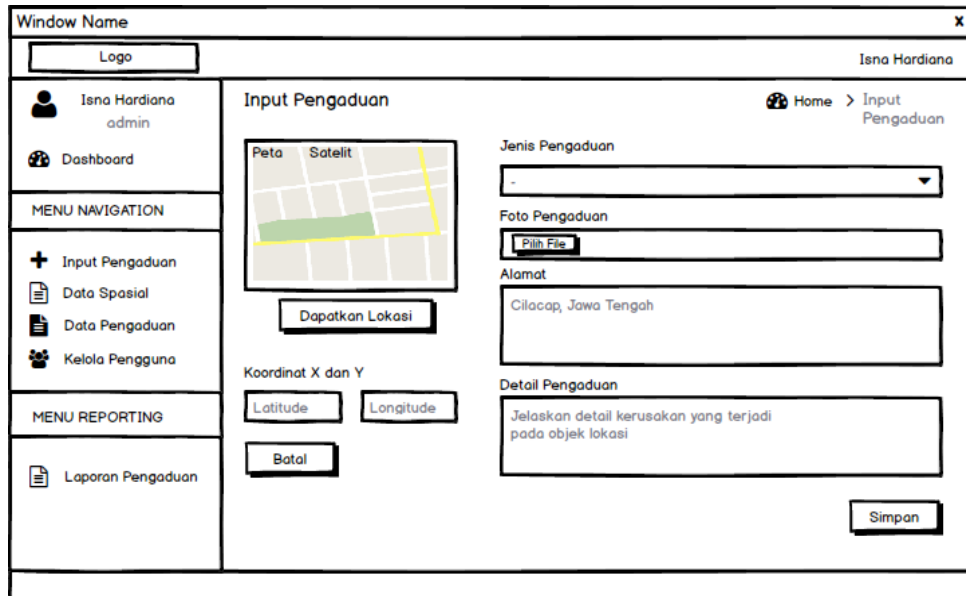 Window Name x
Logo
Isna Hardiana
Isna Hardiana
admin
Dashboard
MENU NAVIGATION
Input Pengaduan
Data Spasial
Data Pengaduan
Kelola Pengguna
MENU REPORTING
Laporan Pengaduan
Input Pengaduan
Home > Input
Pengaduan
Peta Satelit
Dapatkan Lokasi
Koordinat X dan Y
Latitude Longitude
Batal
Jenis Pengaduan
-
Foto Pengaduan
Pilih File
Alamat
Cilacap, Jawa Tengah
Detail Pengaduan
Jelaskan detail kerusakan yang terjadi
pada objek lokasi
Simpan